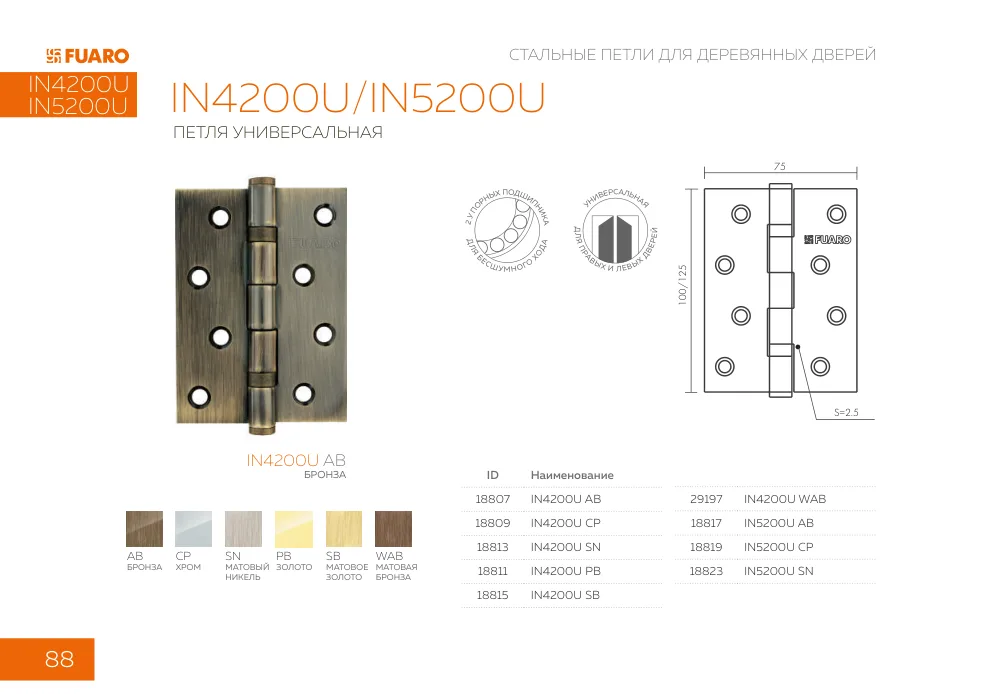 FUARO
СТАЛЬНЫЕ ПЕТЛИ ДЛЯ ДЕРЕВЯННЫХ ДВЕРЕЙ
IN4200U
IN5200U
IN4200U/IN5200U
ПЕТЛЯ УНИВЕРСАЛЬНАЯ
2 УПОРНЫХ ПОДШИПНИКА
ДЛЯ БЕСШУМНОГО ХОДА
УНИВЕРСАЛЬНАЯ
ДЛЯ ПРАВЫХ И ЛЕВЫХ ДВЕРЕЙ
75
FUARO
100/125
S=2.5
IN4200U AB
БРОНЗА
AB
БРОНЗА
CP
ХРОМ
SN
МАТОВЫЙ
НИКЕЛЬ
PB
ЗОЛОТО
SB
МАТОВОЕ
ЗОЛОТО
WAB
МАТОВАЯ
БРОНЗА
ID Наименование
18807 IN4200U AB
18809 IN4200U CP
18813 IN4200U SN
18811 IN4200U PB
18815 IN4200U SB
29197 IN4200U WAB
18817 IN5200U AB
18819 IN5200U CP
18823 IN5200U SN
88